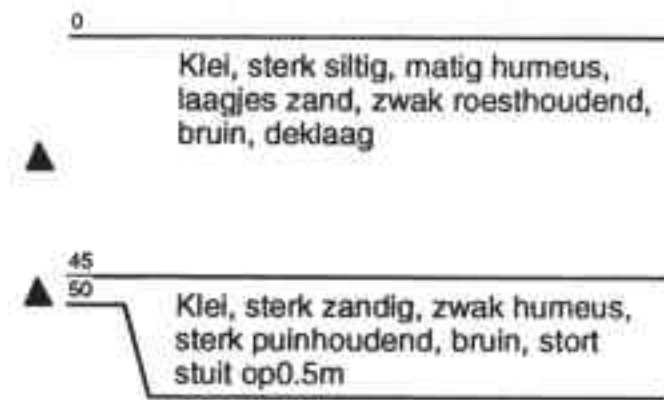 0
Klei, sterk siltig, matig humeus,
laagjes zand, zwak roesthoudend,
bruin, deklaag
45
50
Klei, sterk zandig, zwak humeus,
sterk puinhoudend, bruin, stort
stuit op0.5m